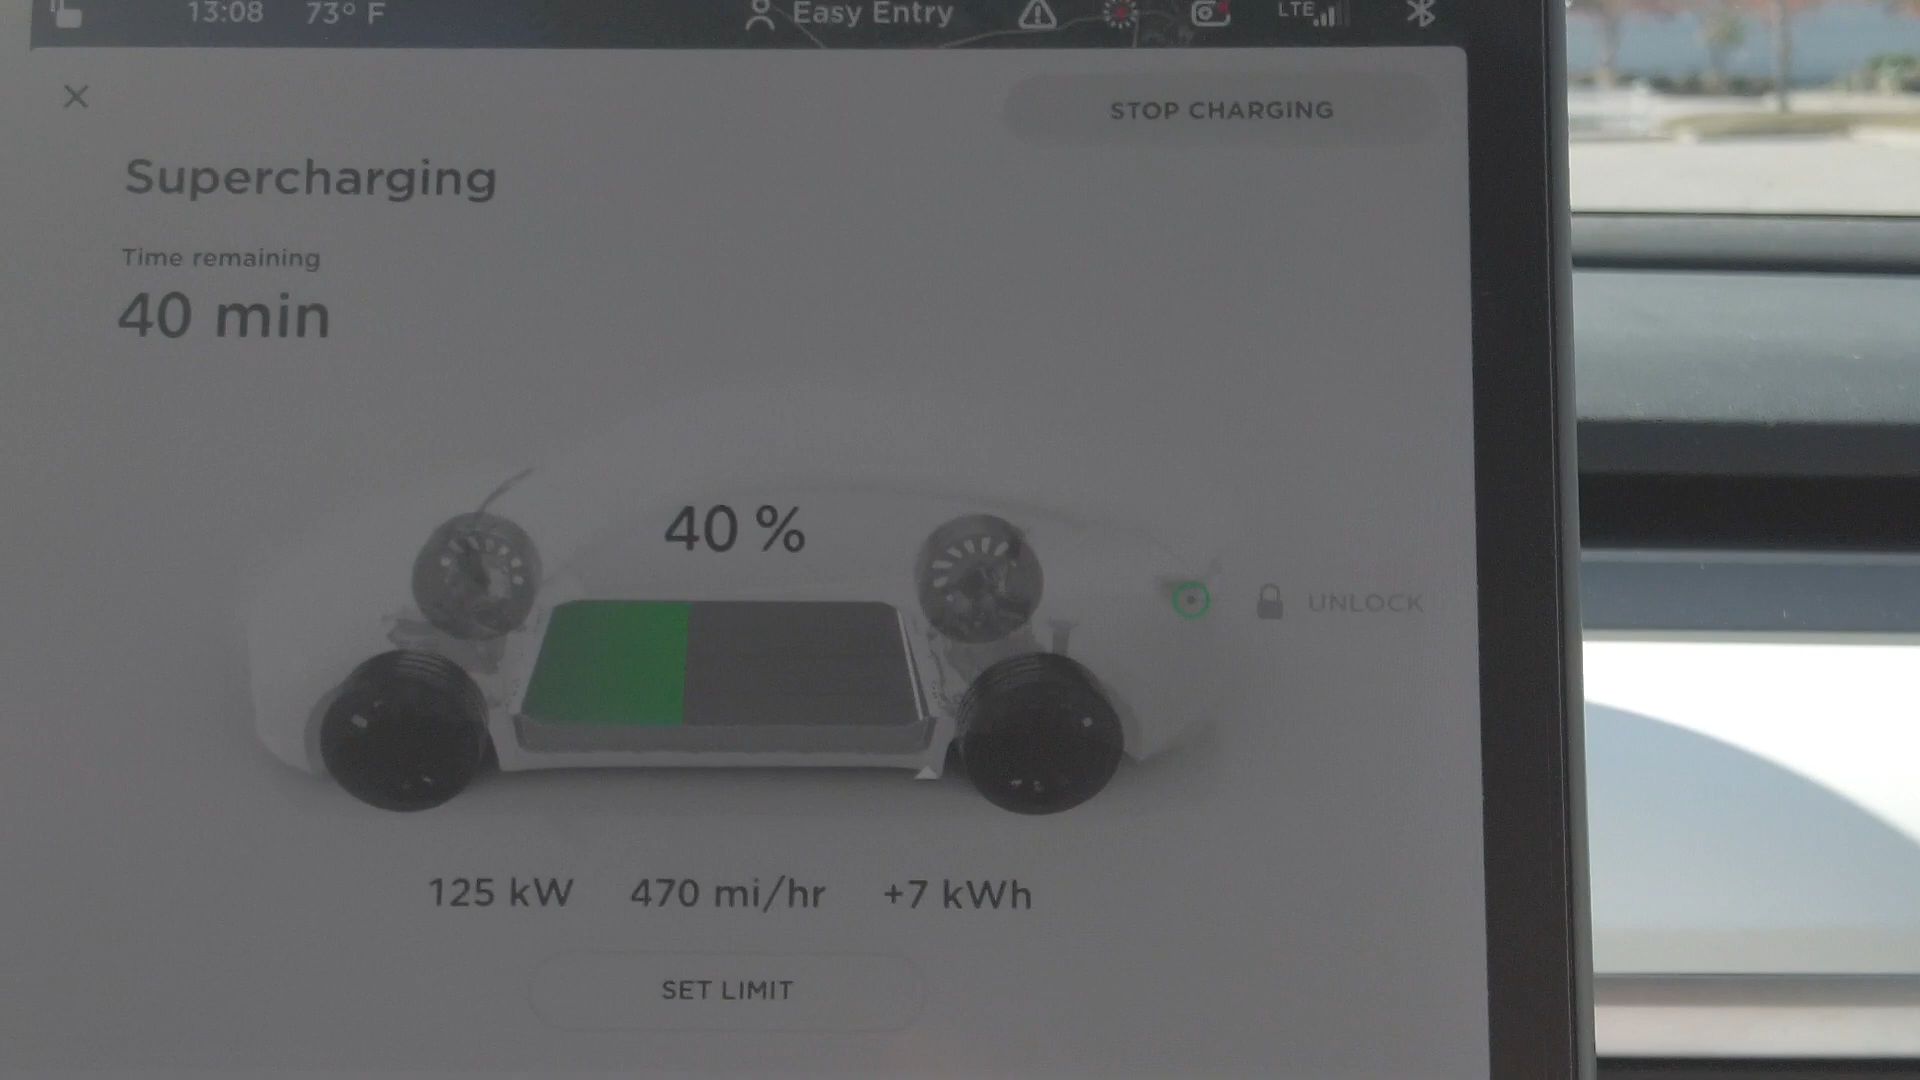 13:08 73° F Easy Entry LTE
STOP CHARGING
Supercharging
Time remaining
40 min
40 %
UNLOCK
125 kW 470 mi/hr +7 kWh
SET LIMIT